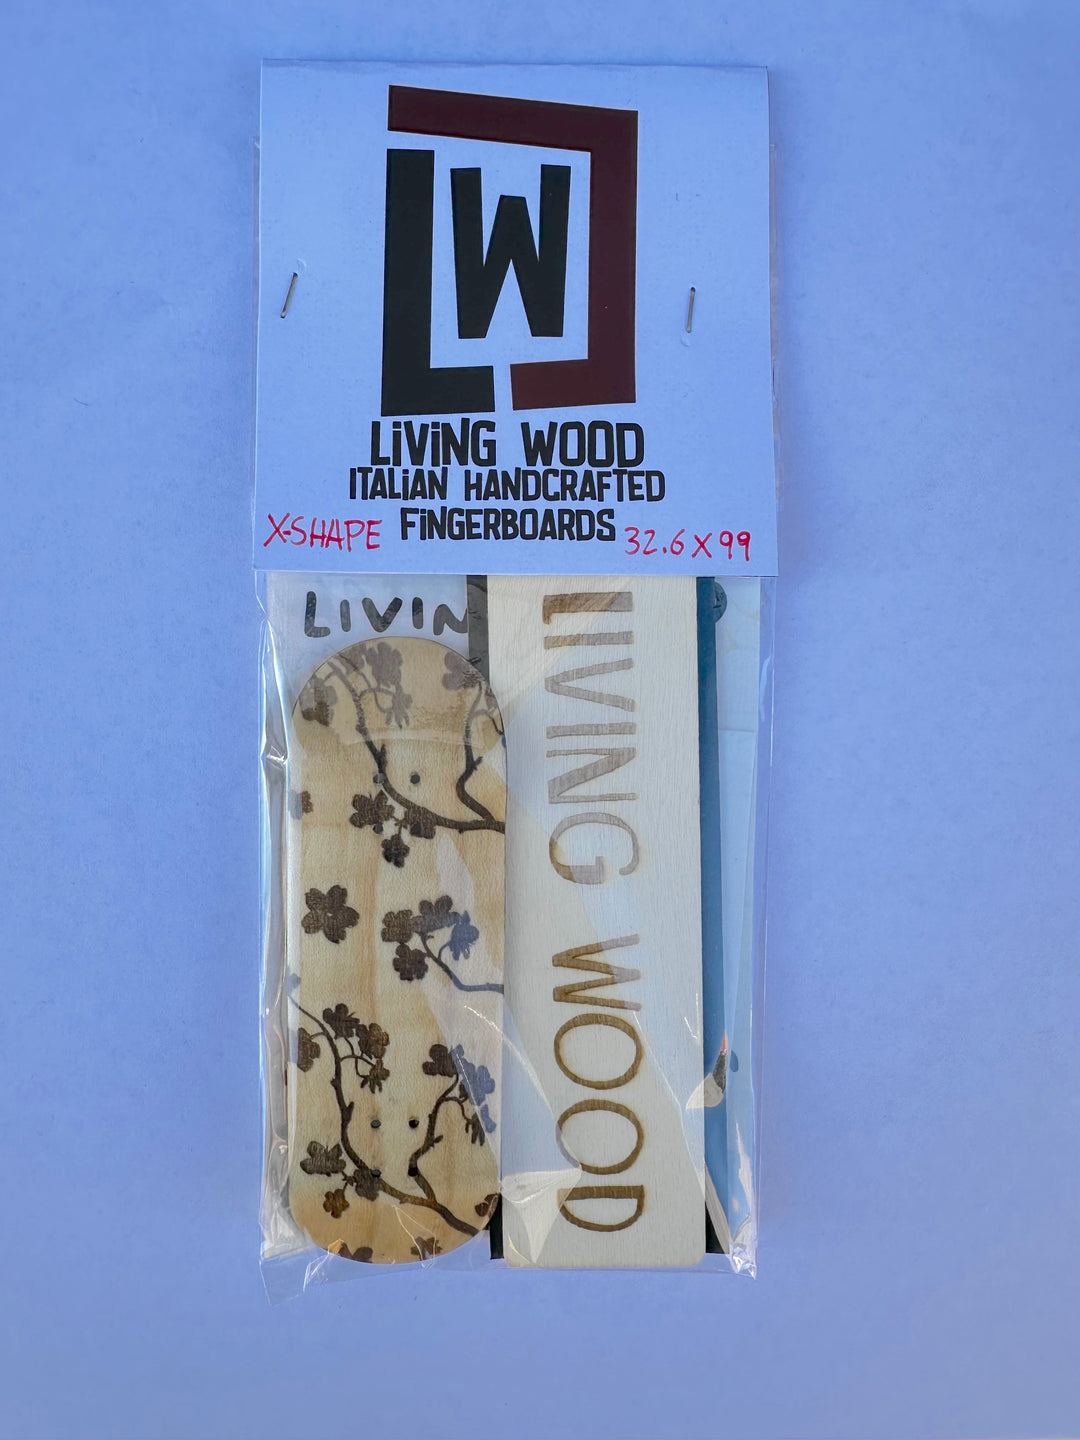 LW
LiViNG WOOD
ITALiAN HANDCRAFTED
FiNGERBOARDS
X-SHAPE
32.6 X 99
LIVIN
LIVING WOOD